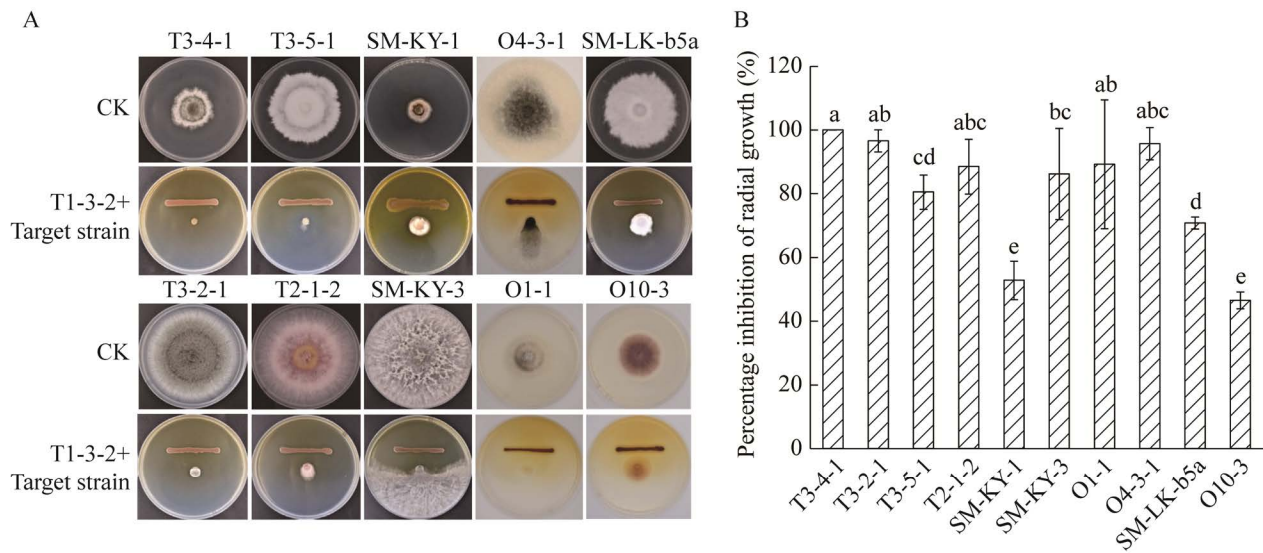 A
T3-4-1 T3-5-1 SM-KY-1 O4-3-1 SM-LK-b5a
CK
T1-3-2+
Target strain
T3-2-1 T2-1-2 SM-KY-3 O1-1 O10-3
CK
T1-3-2+
Target strain
B
Percentage inhibition of radial growth (%)
120
100
80
60
40
20
0
a
ab
cd
abc
e
bc
ab
abc
d
e
T3-4-1
T3-2-1
T3-5-1
T2-1-2
SM-KY-1
SM-KY-3
O1-1
O4-3-1
SM-LK-b5a
O10-3